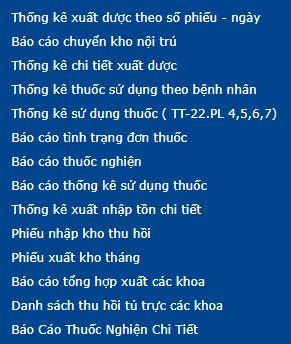 Thống kê xuất dược theo số phiếu - ngày
Báo cáo chuyển kho nội trú
Thống kê chi tiết xuất dược
Thống kê thuốc sử dụng theo bệnh nhân
Thống kê sử dụng thuốc ( TT-22.PL 4,5,6,7)
Báo cáo tình trạng đơn thuốc
Báo cáo thuốc nghiện
Báo cáo thống kê sử dụng thuốc
Thống kê xuất nhập tồn chi tiết
Phiếu nhập kho thu hồi
Phiếu xuất kho tháng
Báo cáo tổng hợp xuất các khoa
Danh sách thu hồi tủ trực các khoa
Báo Cáo Thuốc Nghiện Chi Tiết